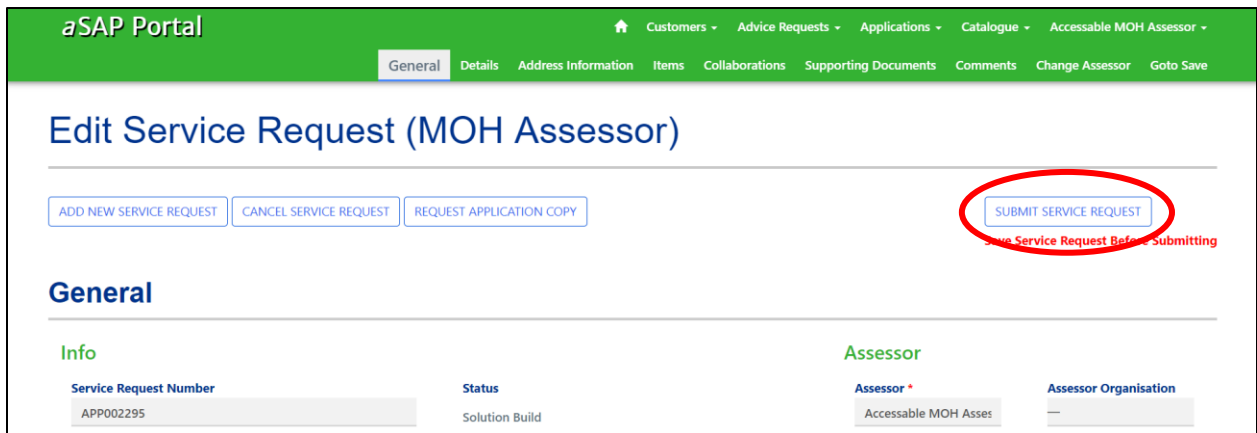 aSAP Portal
Customers Advice Requests Applications Catalogue Accessable MOH Assessor
General Details Address Information Items Collaborations Supporting Documents Comments Change Assessor Goto Save
Edit Service Request (MOH Assessor)
ADD NEW SERVICE REQUEST CANCEL SERVICE REQUEST REQUEST APPLICATION COPY SUBMIT SERVICE REQUEST
Save Service Request Before Submitting
General
Info Assessor
Service Request Number Status Assessor * Assessor Organisation
APP002295 Solution Build Accessable MOH Asses —